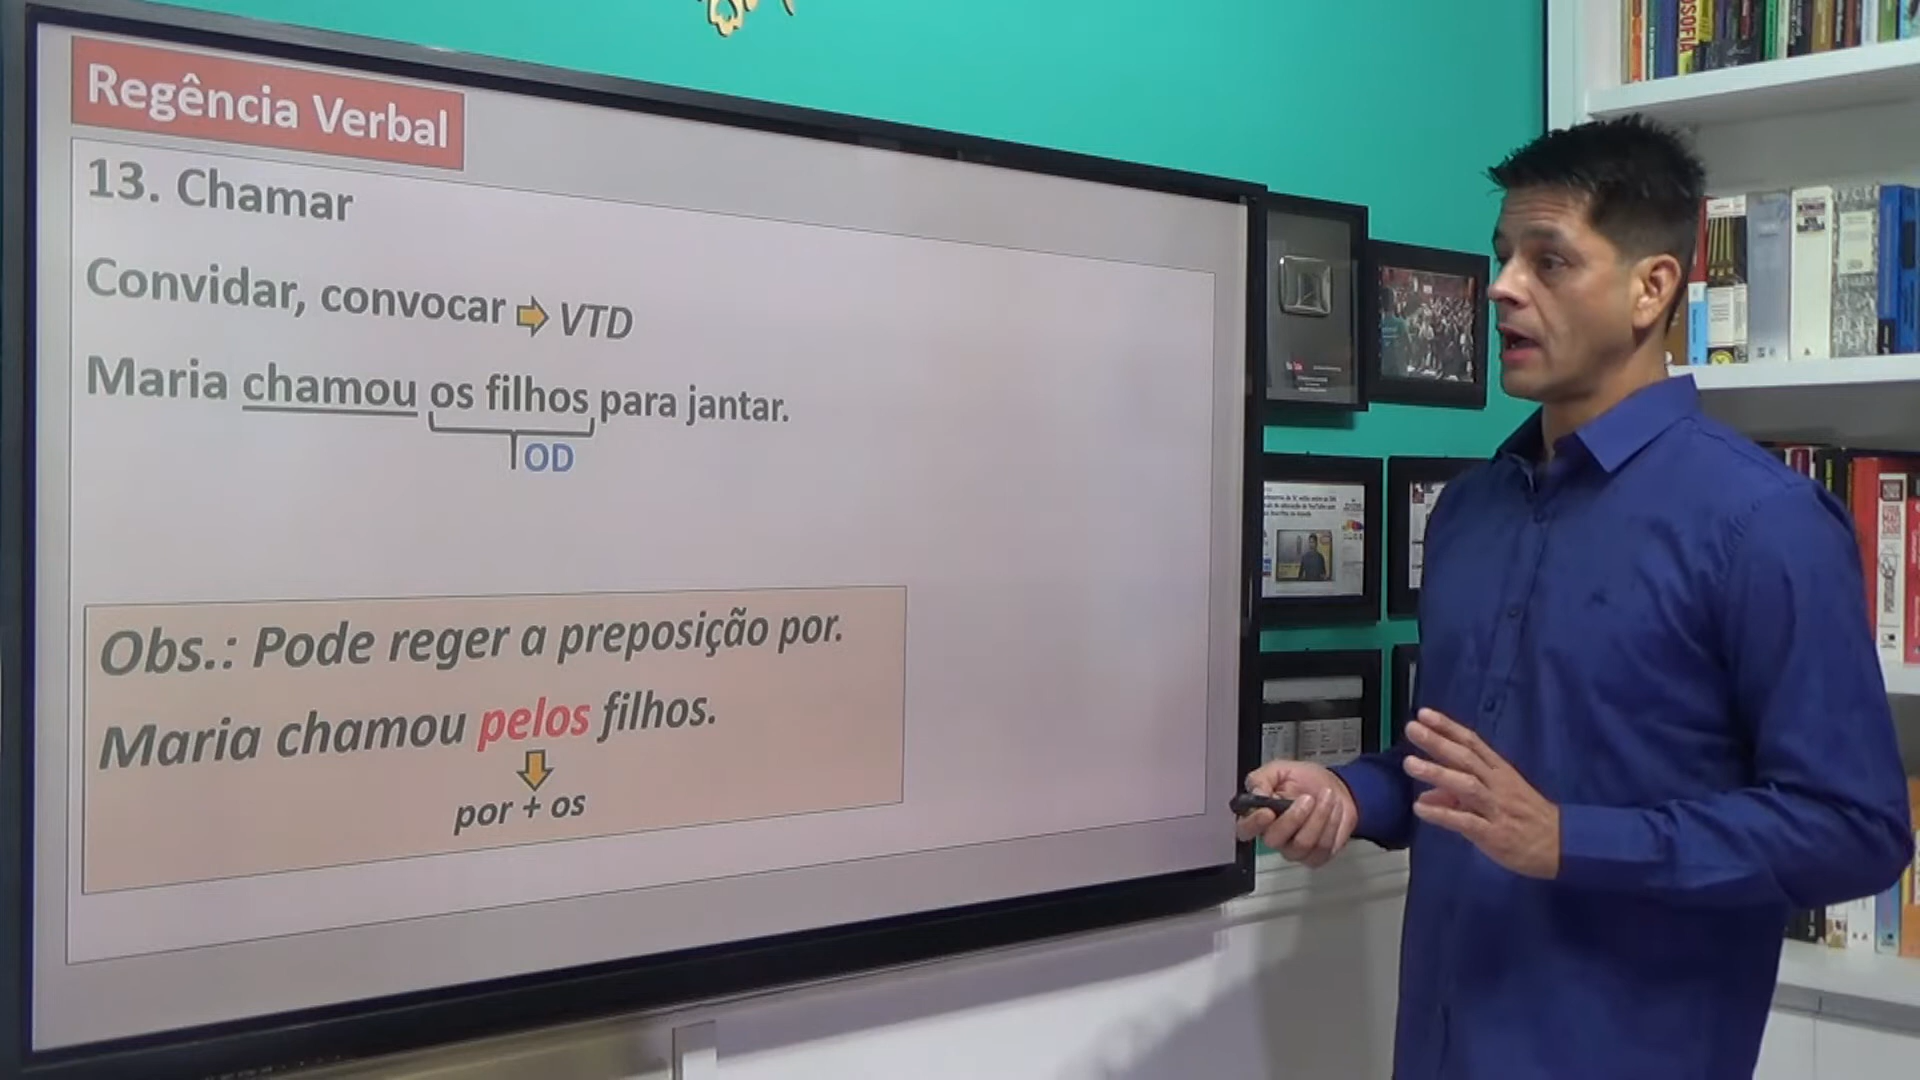 Regência Verbal
13. Chamar
Convidar, convocar ⇨ VTD
Maria chamou os filhos para jantar.
OD
Obs.: Pode reger a preposição por.
Maria chamou pelos filhos.
por + os